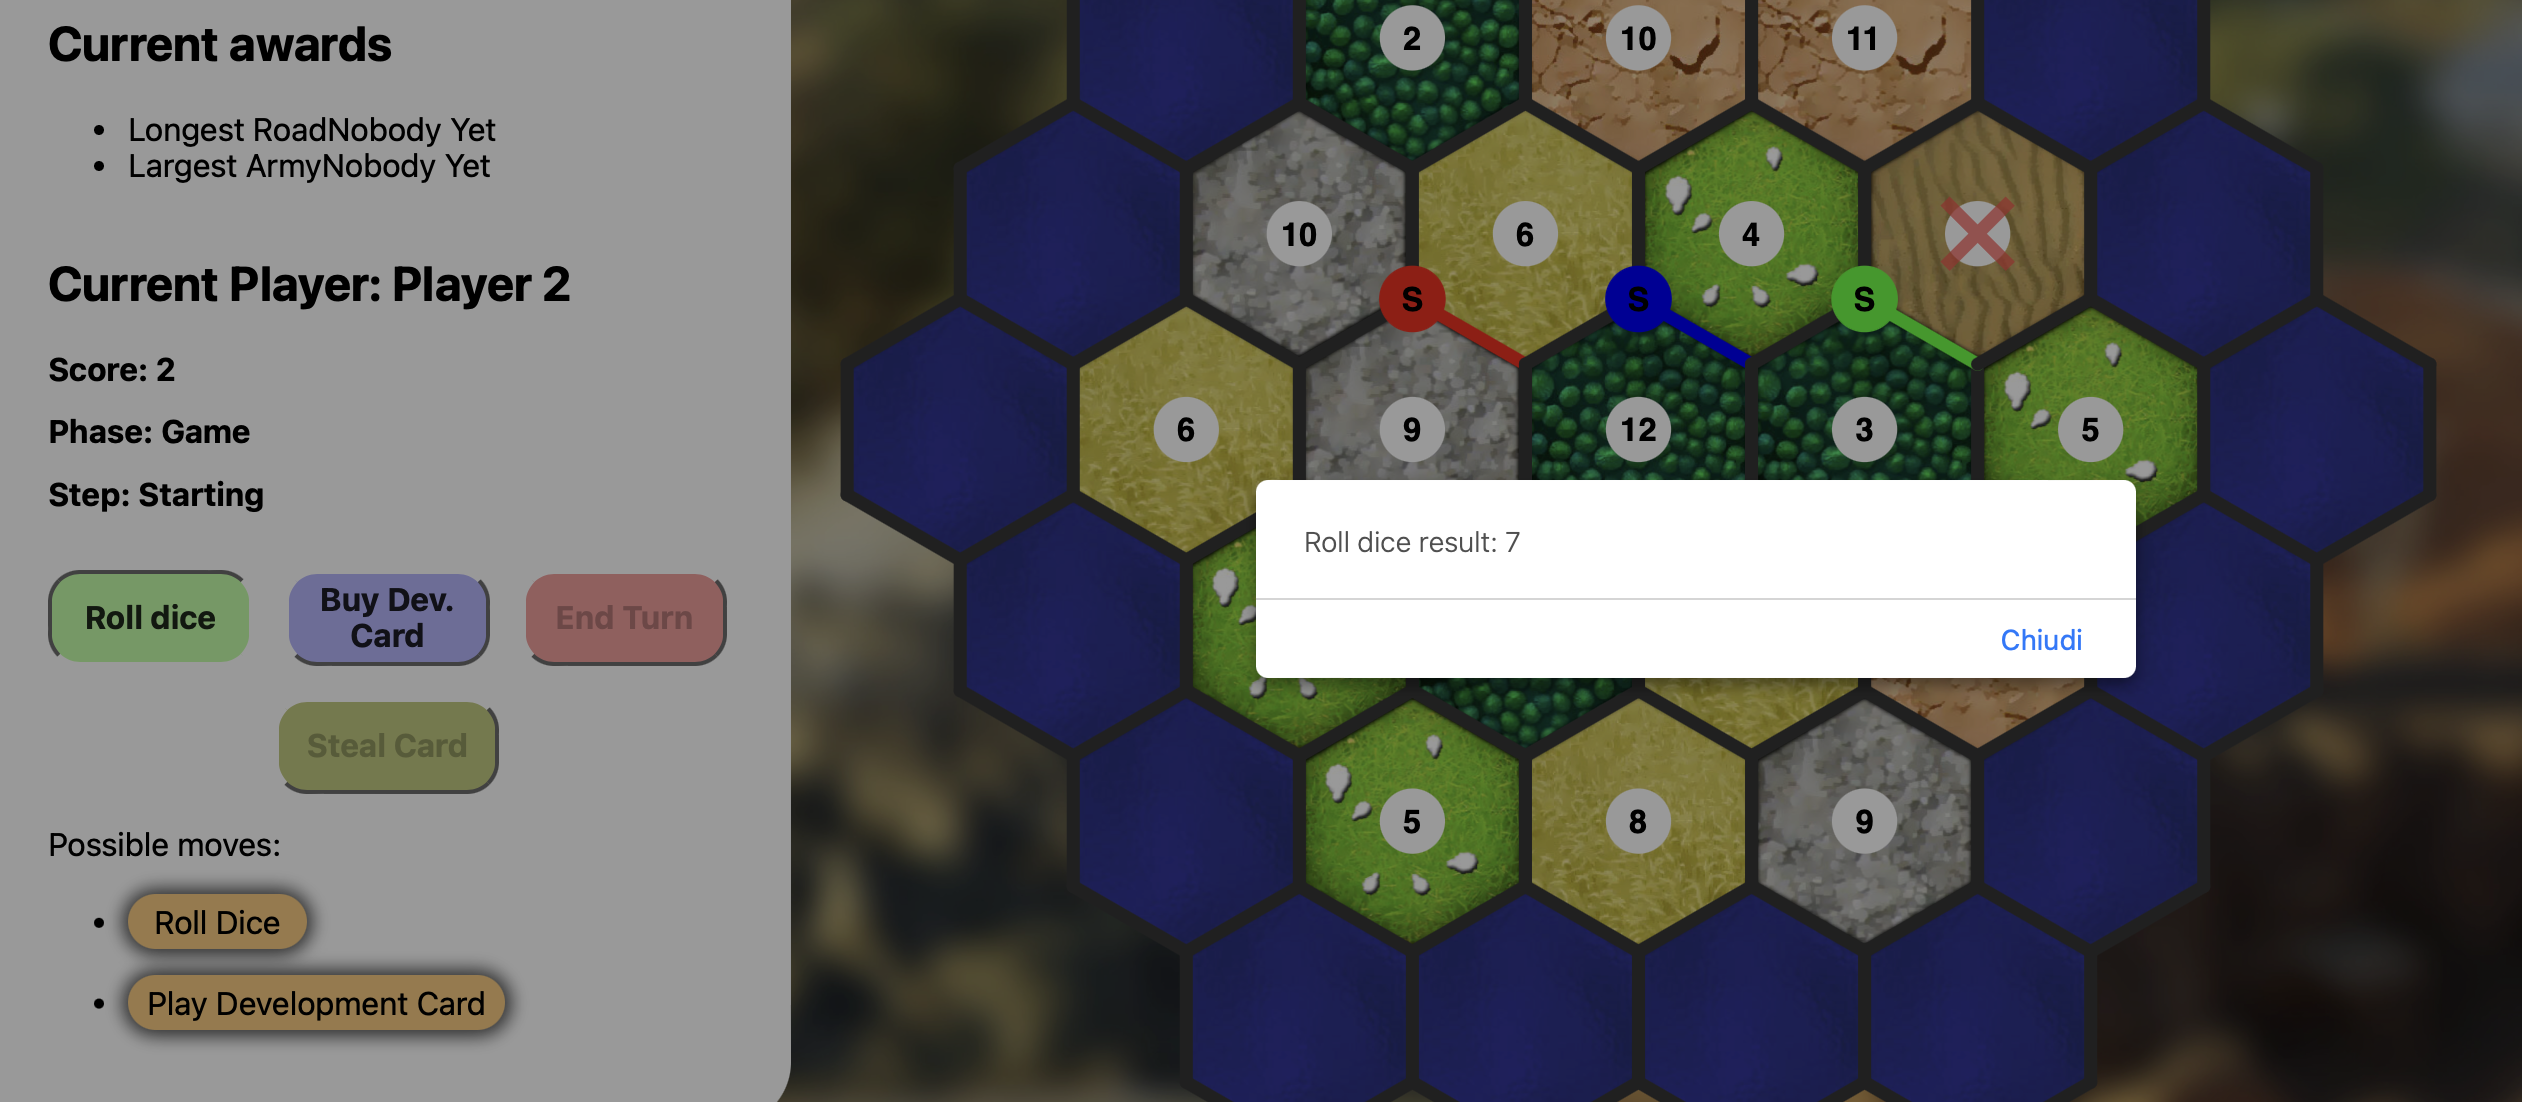 Current awards
Longest RoadNobody Yet
Largest ArmyNobody Yet
Current Player: Player 2
Score: 2
Phase: Game
Step: Starting
Roll dice
Buy Dev.
Card
End Turn
Steal Card
Possible moves:
Roll Dice
Play Development Card
2
10
11
10
6
4
S
S
S
6
9
12
3
5
Roll dice result: 7
Chiudi
5
8
9